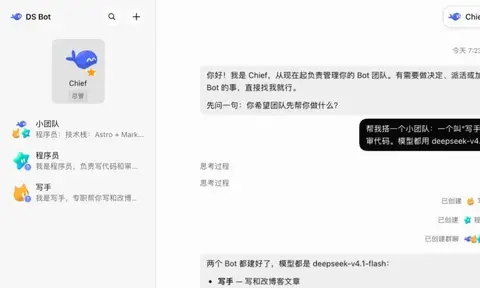 DS Bot
Chief
总管
小团队
程序员：技术栈：Astro + Mark...
程序员
我是程序员，负责写代码和审...
写手
我是写手，专职帮你写和改博客...
Chie
今天 7:2
你好！我是 Chief，从现在起负责管理你的 Bot 团队。有需要做决定、派活或加
Bot 的事，直接找我就行。
先问一句：你希望团队先帮你做什么？
帮我搭一个小团队：一个叫“写手
审代码。模型都用 deepseek-v4.
思考过程
思考过程
已创建
已创建
已创建群聊
两个 Bot 都建好了，模型都是 deepseek-v4.1-flash：
• 写手 — 写和改博客文章